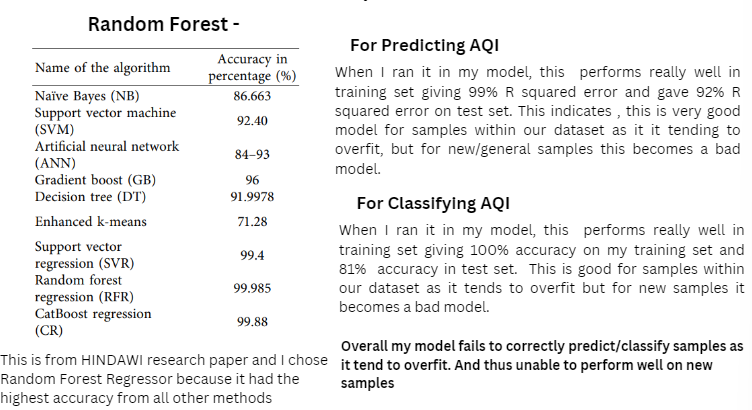 Random Forest -
Name of the algorithm
Accuracy in
percentage (%)
Naïve Bayes (NB) 86.663
Support vector machine
(SVM) 92.40
Artificial neural network
(ANN) 84–93
Gradient boost (GB) 96
Decision tree (DT) 91.9978
Enhanced k-means 71.28
Support vector
regression (SVR) 99.4
Random forest
regression (RFR) 99.985
CatBoost regression
(CR) 99.88
This is from HINDAWI research paper and I chose
Random Forest Regressor because it had the
highest accuracy from all other methods
For Predicting AQI
When I ran it in my model, this performs really well in
training set giving 99% R squared error and gave 92% R
squared error on test set. This indicates , this is very good
model for samples within our dataset as it it tending to
overfit, but for new/general samples this becomes a bad
model.
For Classifying AQI
When I ran it in my model, this performs really well in
training set giving 100% accuracy on my training set and
81% accuracy in test set. This is good for samples within
our dataset as it tends to overfit but for new samples it
becomes a bad model.
Overall my model fails to correctly predict/classify samples as
it tend to overfit. And thus unable to perform well on new
samples